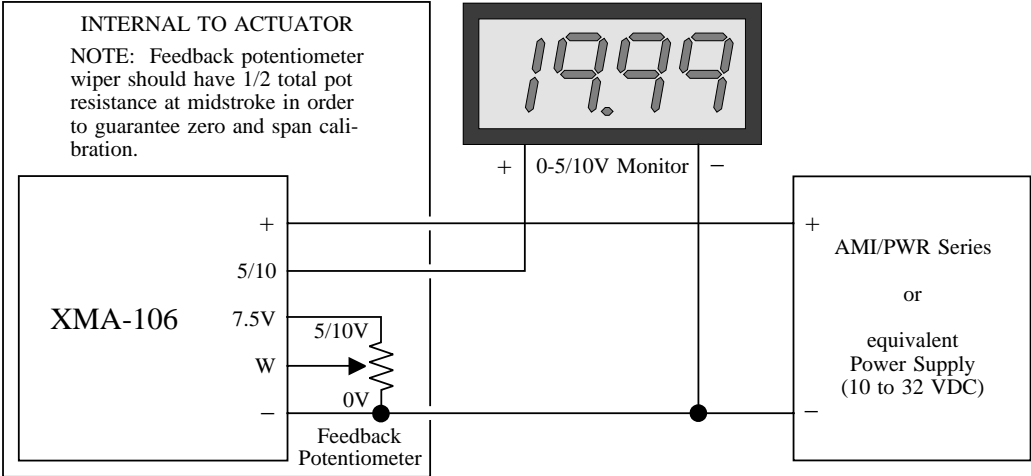 INTERNAL TO ACTUATOR
NOTE: Feedback potentiometer
wiper should have 1/2 total pot
resistance at midstroke in order
to guarantee zero and span cali-
bration.
19.99
+ 0-5/10V Monitor −
XMA-106
+
5/10
7.5V
W
−
5/10V
0V
Feedback
Potentiometer
+
AMI/PWR Series
or
equivalent
Power Supply
(10 to 32 VDC)
−